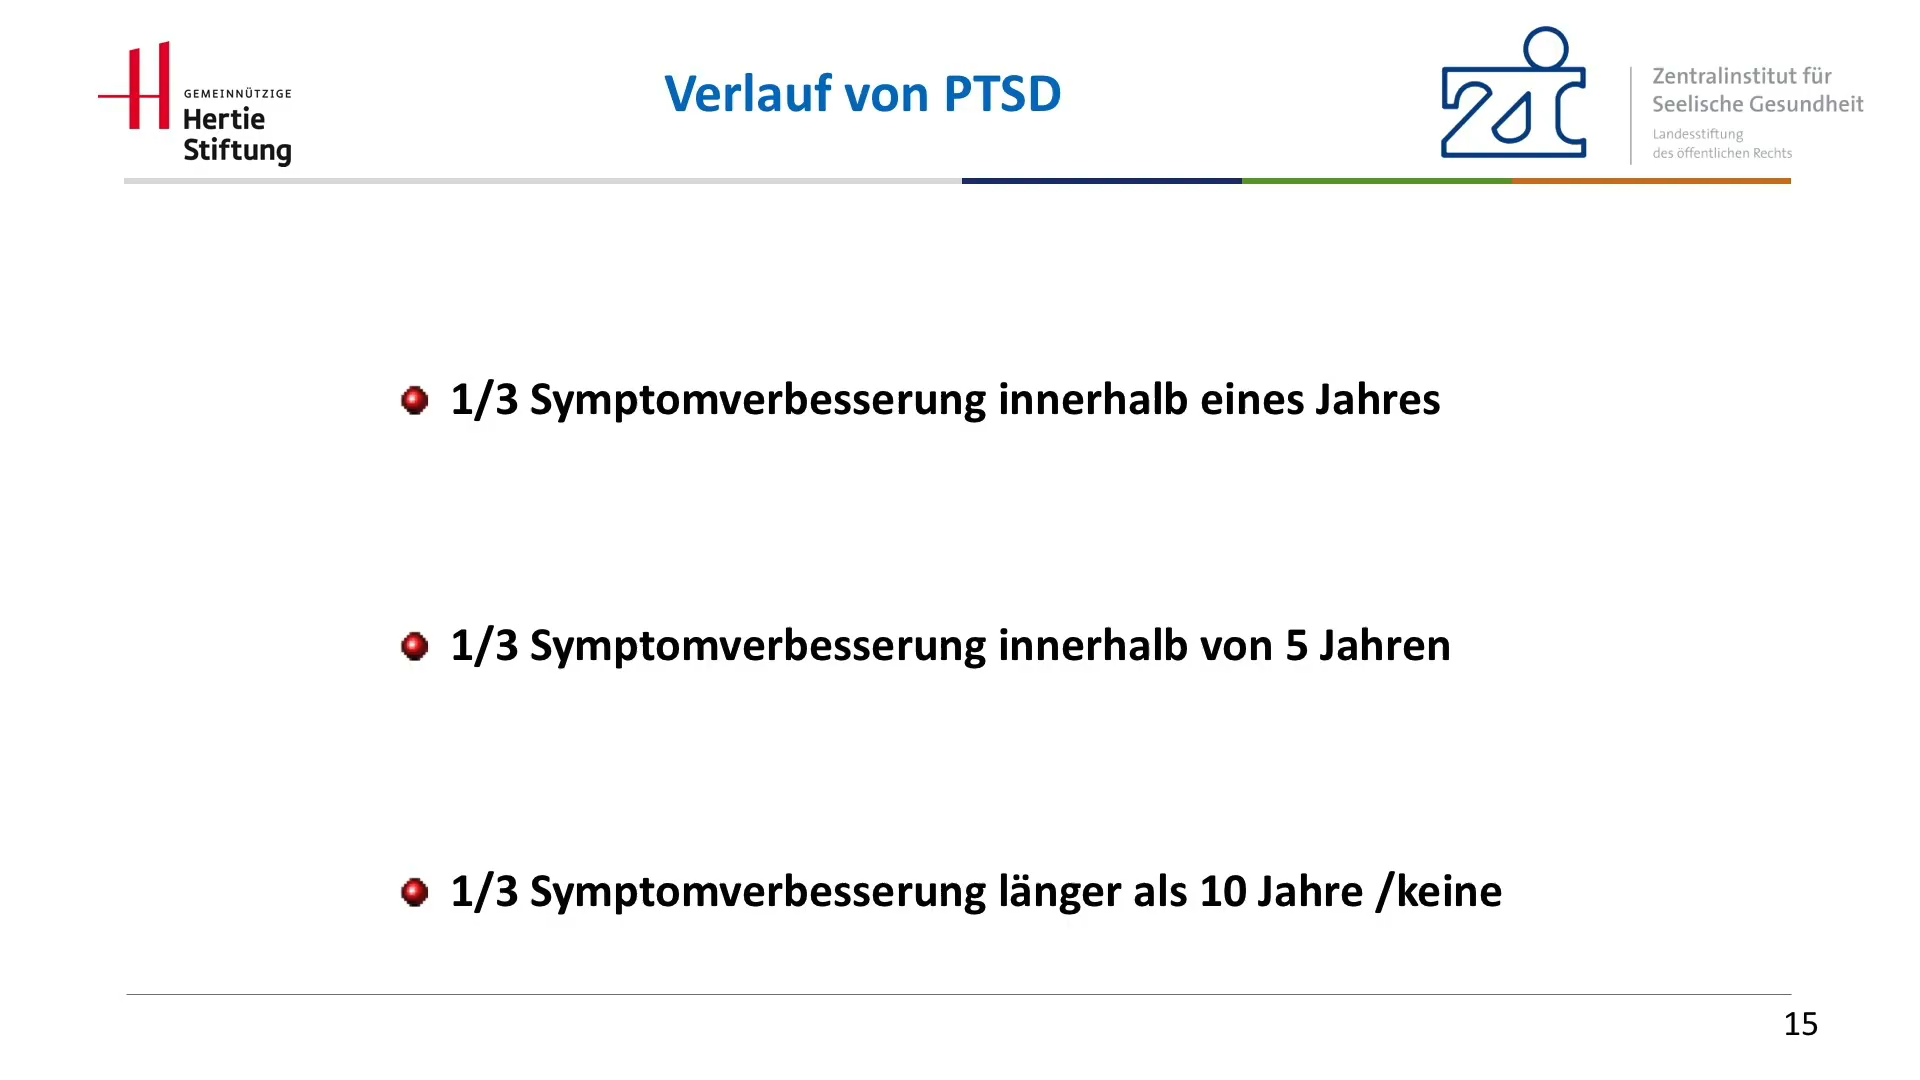 GEMEINNÜTZIGE
Hertie
Stiftung
Verlauf von PTSD
Zentralinstitut für
Seelische Gesundheit
Landesstiftung
des öffentlichen Rechts
1/3 Symptomverbesserung innerhalb eines Jahres
1/3 Symptomverbesserung innerhalb von 5 Jahren
1/3 Symptomverbesserung länger als 10 Jahre /keine
15